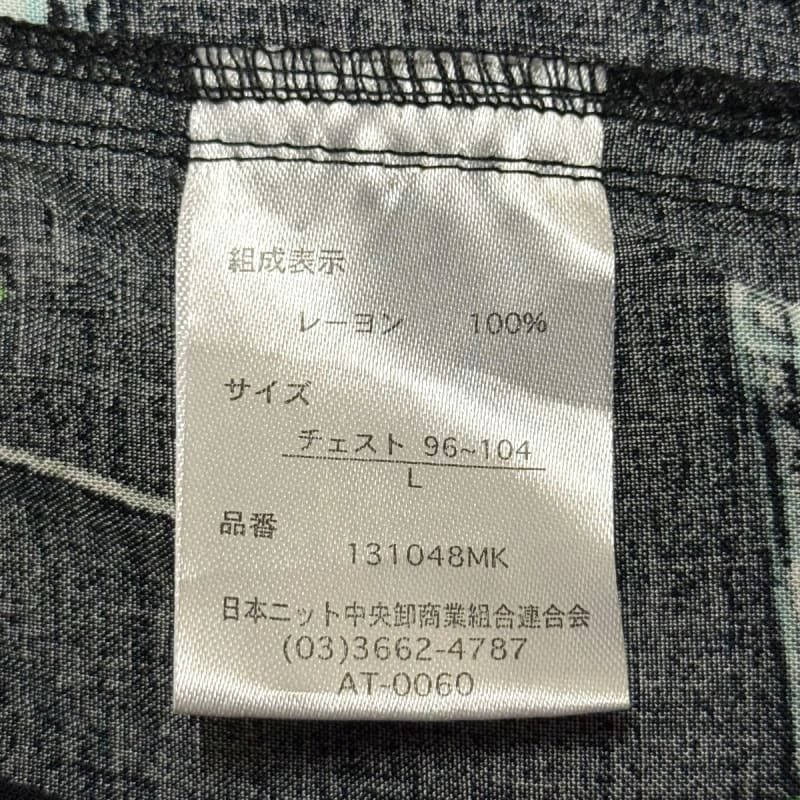 組成表示
レーヨン 100%
サイズ
チェスト 96~104
L
品番
131048MK
日本ニット中央卸商業組合連合会
(03)3662-4787
AT-0060